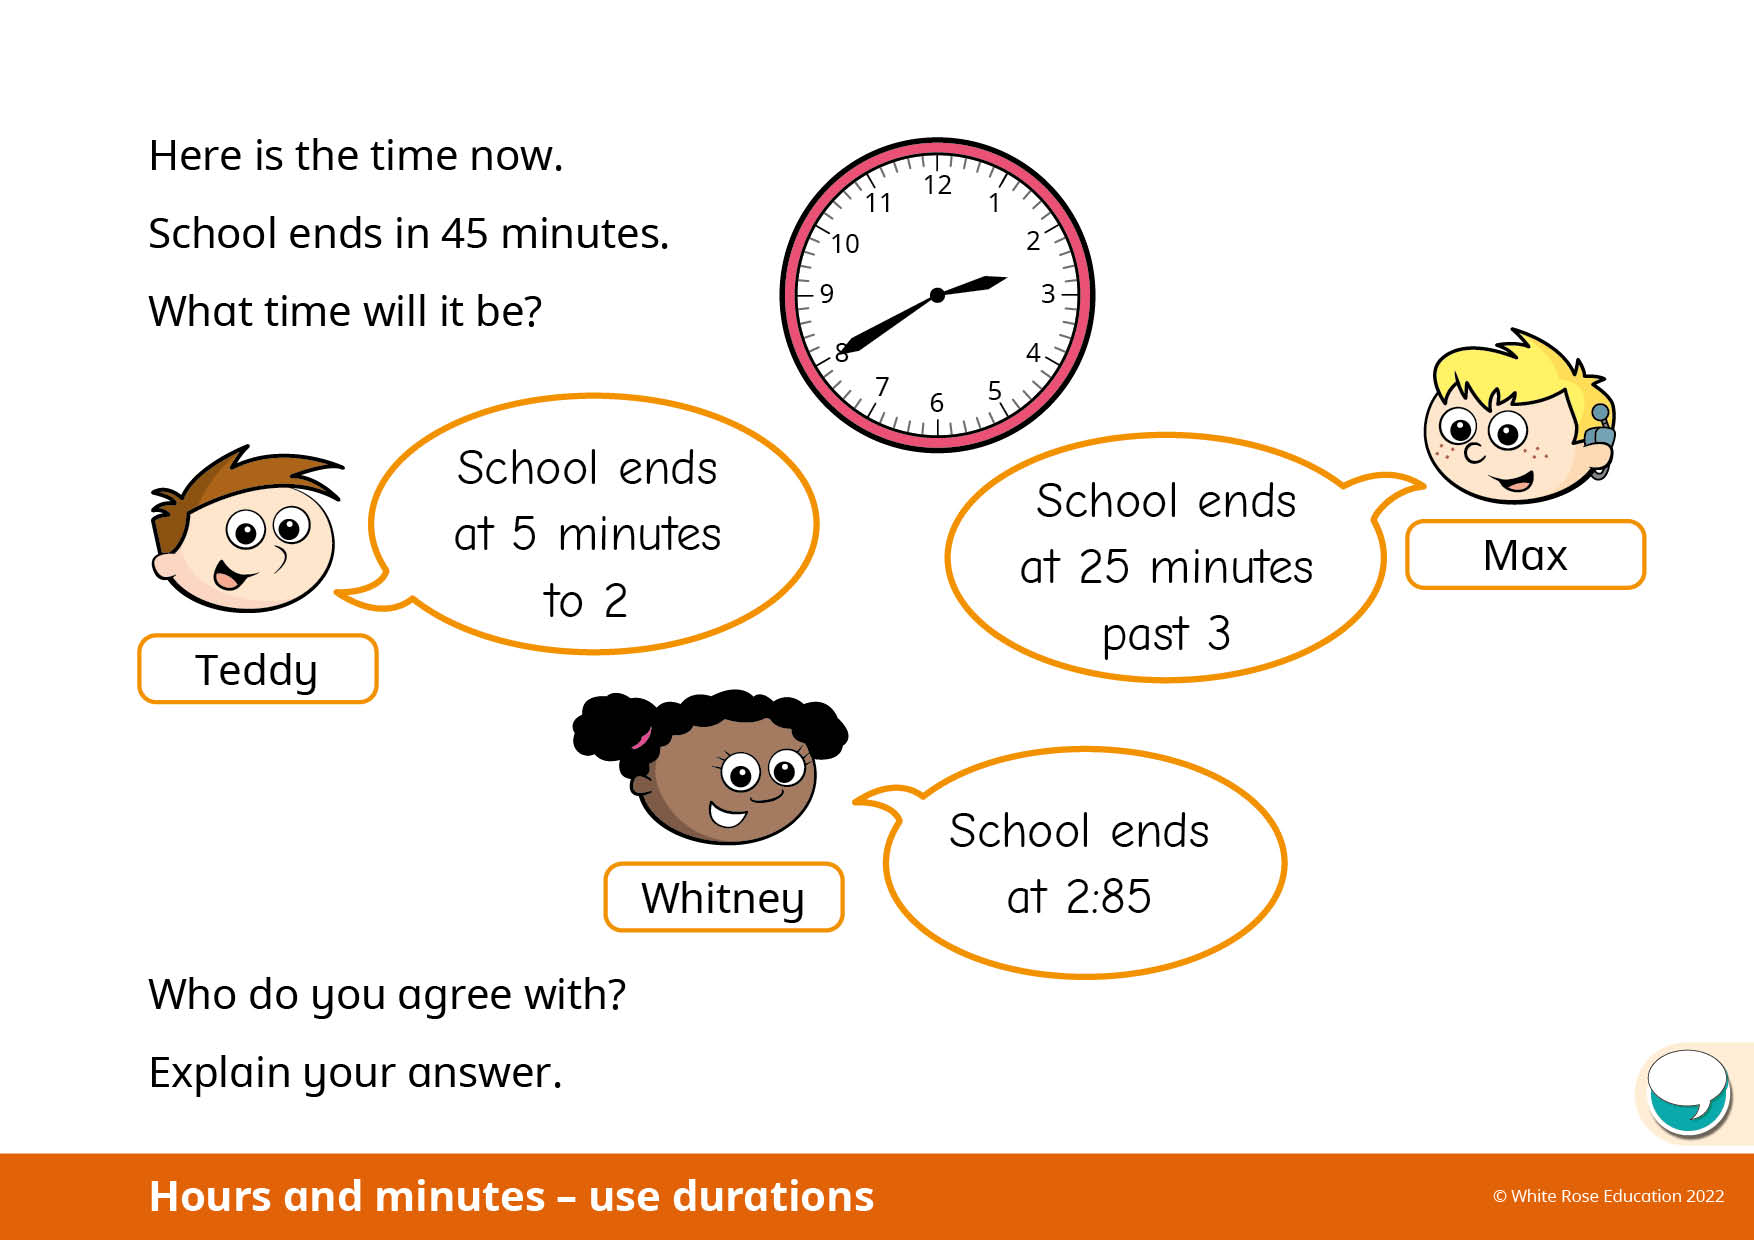 Here is the time now.
School ends in 45 minutes.
What time will it be?
12
1
2
3
4
5
6
7
8
9
10
11
School ends
at 5 minutes
to 2
Teddy
School ends
at 25 minutes
past 3
Max
School ends
at 2:85
Whitney
Who do you agree with?
Explain your answer.
Hours and minutes – use durations
© White Rose Education 2022